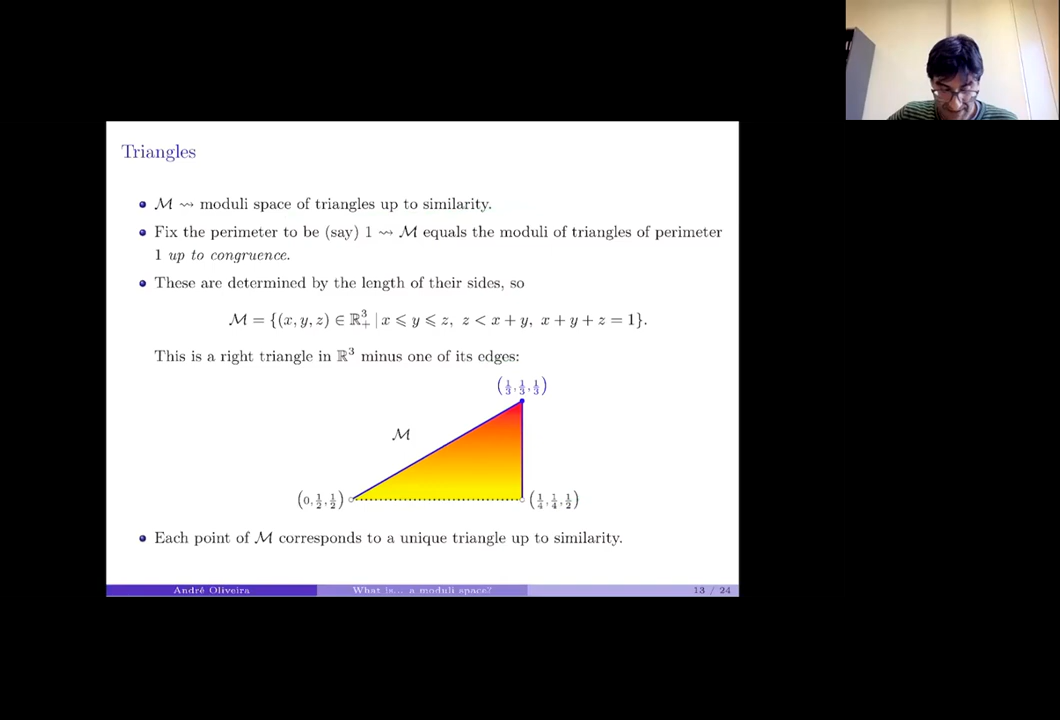 Triangles
M ⇝ moduli space of triangles up to similarity.
Fix the perimeter to be (say) 1 ⇝ M equals the moduli of triangles of perimeter
1 up to congruence.
These are determined by the length of their sides, so
M = {(x, y, z) ∈ ℝ³₊ | x ⩽ y ⩽ z, z < x + y, x + y + z = 1}.
This is a right triangle in ℝ³ minus one of its edges:
(1/3, 1/3, 1/3)
M
(0, 1/2, 1/2)
(1/4, 1/4, 1/2)
Each point of M corresponds to a unique triangle up to similarity.
André Oliveira
What is... a moduli space?
13 / 24